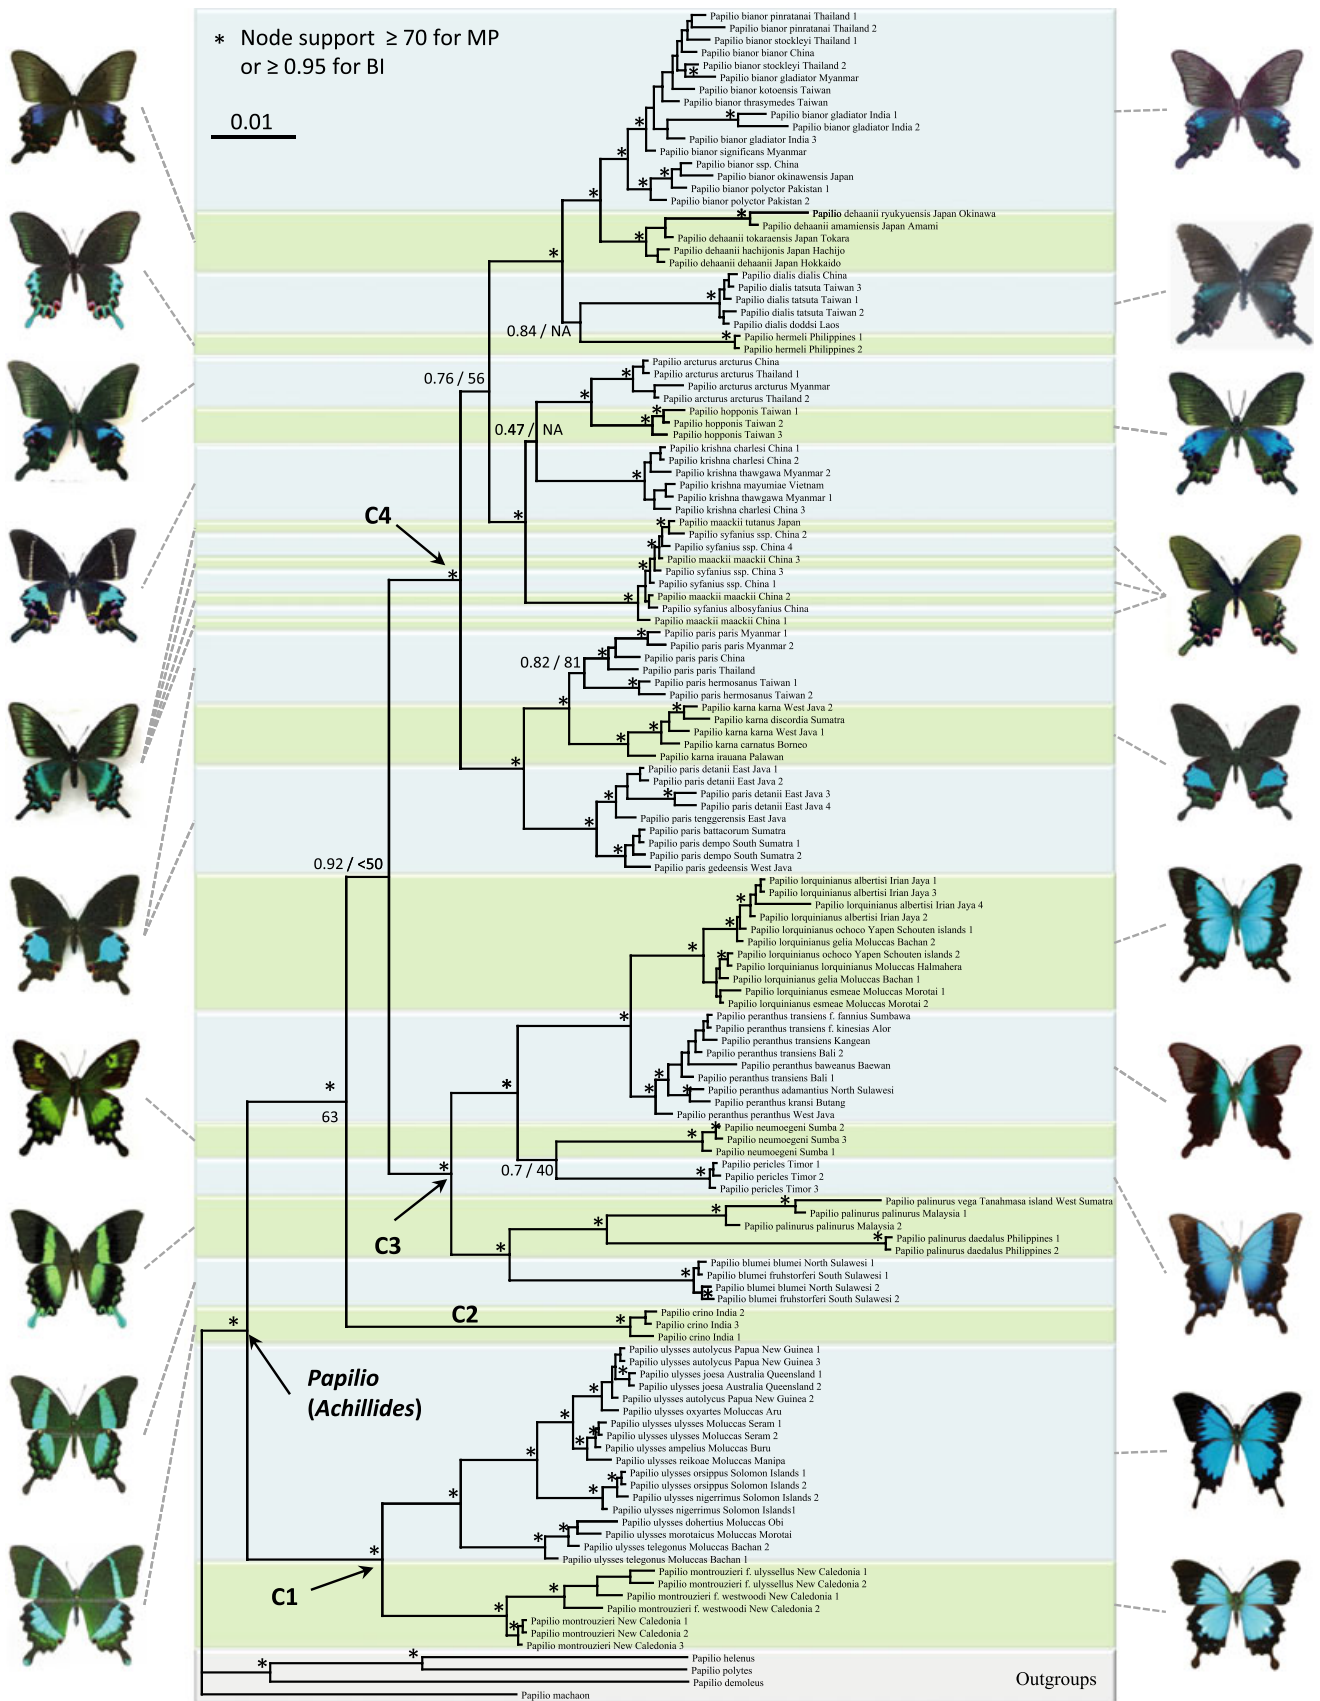 * Node support ≥ 70 for MP
or ≥ 0.95 for BI
0.01
Papilio bianor pinratanai Thailand 1
Papilio bianor pinratanai Thailand 2
Papilio bianor stockleyi Thailand 1
Papilio bianor bianor China
Papilio bianor stockleyi Thailand 2
Papilio bianor gladiator Myanmar
Papilio bianor kotoensis Taiwan
Papilio bianor thrasymedes Taiwan
Papilio bianor gladiator India 1
Papilio bianor gladiator India 2
Papilio bianor gladiator India 3
Papilio bianor significans Myanmar
Papilio bianor ssp. China
Papilio bianor okinawensis Japan
Papilio bianor polyctor Pakistan 1
Papilio bianor polyctor Pakistan 2
Papilio dehaanii ryukyuensis Japan Okinawa
Papilio dehaanii amamiensis Japan Amami
Papilio dehaanii tokaraensis Japan Tokara
Papilio dehaanii hachijonis Japan Hachijo
Papilio dehaanii dehaanii Japan Hokkaido
Papilio dialis dialis China
Papilio dialis tatsuta Taiwan 3
Papilio dialis tatsuta Taiwan 1
Papilio dialis tatsuta Taiwan 2
Papilio dialis doddsi Laos
0.84 / NA
Papilio hermeli Philippines 1
Papilio hermeli Philippines 2
Papilio arcturus arcturus China
Papilio arcturus arcturus Thailand 1
0.76 / 56
Papilio arcturus arcturus Myanmar
Papilio arcturus arcturus Thailand 2
Papilio hopponis Taiwan 1
Papilio hopponis Taiwan 2
0.47 / NA
Papilio hopponis Taiwan 3
Papilio krishna charlesi China 1
Papilio krishna charlesi China 2
Papilio krishna thawgawa Myanmar 2
Papilio krishna mayumiae Vietnam
Papilio krishna thawgawa Myanmar 1
Papilio krishna charlesi China 3
C4
Papilio maackii tutanus Japan
Papilio syfanius ssp. China 2
Papilio syfanius ssp. China 4
Papilio maackii maackii China 3
Papilio syfanius ssp. China 3
Papilio syfanius ssp. China 1
Papilio maackii maackii China 2
Papilio syfanius albosyfanius China
Papilio maackii maackii China 1
Papilio paris paris Myanmar 1
Papilio paris paris Myanmar 2
0.82 / 81
Papilio paris paris China
Papilio paris paris Thailand
Papilio paris hermosanus Taiwan 1
Papilio paris hermosanus Taiwan 2
Papilio karna karna West Java 2
Papilio karna discordia Sumatra
Papilio karna karna West Java 1
Papilio karna carnatus Borneo
Papilio karna irauana Palawan
Papilio paris detanii East Java 1
Papilio paris detanii East Java 2
Papilio paris detanii East Java 3
Papilio paris detanii East Java 4
Papilio paris tenggerensis East Java
Papilio paris battacorum Sumatra
Papilio paris dempo South Sumatra 1
Papilio paris dempo South Sumatra 2
0.92 / <50
Papilio paris gedeensis West Java
Papilio lorquinianus albertisi Irian Jaya 1
Papilio lorquinianus albertisi Irian Jaya 3
Papilio lorquinianus albertisi Irian Jaya 4
Papilio lorquinianus albertisi Irian Jaya 2
Papilio lorquinianus ochoco Yapen Schouten islands 1
Papilio lorquinianus gelia Moluccas Bachan 2
Papilio lorquinianus ochoco Yapen Schouten islands 2
Papilio lorquinianus lorquinianus Moluccas Halmahera
Papilio lorquinianus gelia Moluccas Bachan 1
Papilio lorquinianus esmeae Moluccas Morotai 1
Papilio lorquinianus esmeae Moluccas Morotai 2
Papilio peranthus transiens f. fannius Sumbawa
Papilio peranthus transiens f. kinesias Alor
Papilio peranthus transiens Kangean
Papilio peranthus transiens Bali 2
Papilio peranthus baweanus Baewan
Papilio peranthus transiens Bali 1
Papilio peranthus adamantius North Sulawesi
Papilio peranthus kransi Butang
Papilio peranthus peranthus West Java
63
Papilio neumoegeni Sumba 2
Papilio neumoegeni Sumba 3
Papilio neumoegeni Sumba 1
0.7 / 40
Papilio pericles Timor 1
Papilio pericles Timor 2
Papilio pericles Timor 3
Papilio palinurus vega Tanahmasa island West Sumatra
Papilio palinurus palinurus Malaysia 1
Papilio palinurus palinurus Malaysia 2
C3
Papilio palinurus daedalus Philippines 1
Papilio palinurus daedalus Philippines 2
Papilio blumei blumei North Sulawesi 1
Papilio blumei fruhstorferi South Sulawesi 1
Papilio blumei blumei North Sulawesi 2
Papilio blumei fruhstorferi South Sulawesi 2
C2
Papilio crino India 2
Papilio crino India 3
Papilio crino India 1
Papilio
(Achillides)
Papilio ulysses autolycus Papua New Guinea 1
Papilio ulysses autolycus Papua New Guinea 3
Papilio ulysses joesa Australia Queensland 1
Papilio ulysses joesa Australia Queensland 2
Papilio ulysses autolycus Papua New Guinea 2
Papilio ulysses oxyartes Moluccas Aru
Papilio ulysses ulysses Moluccas Seram 1
Papilio ulysses ulysses Moluccas Seram 2
Papilio ulysses ampelius Moluccas Buru
Papilio ulysses reikoae Moluccas Manipa
Papilio ulysses orsippus Solomon Islands 1
Papilio ulysses orsippus Solomon Islands 2
Papilio ulysses nigerrimus Solomon Islands 2
Papilio ulysses nigerrimus Solomon Islands1
Papilio ulysses dohertius Moluccas Obi
Papilio ulysses morotaicus Moluccas Morotai
Papilio ulysses telegonus Moluccas Bachan 2
Papilio ulysses telegonus Moluccas Bachan 1
C1
Papilio montrouzieri f. ulyssellus New Caledonia 1
Papilio montrouzieri f. ulyssellus New Caledonia 2
Papilio montrouzieri f. westwoodi New Caledonia 1
Papilio montrouzieri f. westwoodi New Caledonia 2
Papilio montrouzieri New Caledonia 1
Papilio montrouzieri New Caledonia 2
Papilio montrouzieri New Caledonia 3
Papilio helenus
Papilio polytes
Papilio demoleus
Outgroups
Papilio machaon